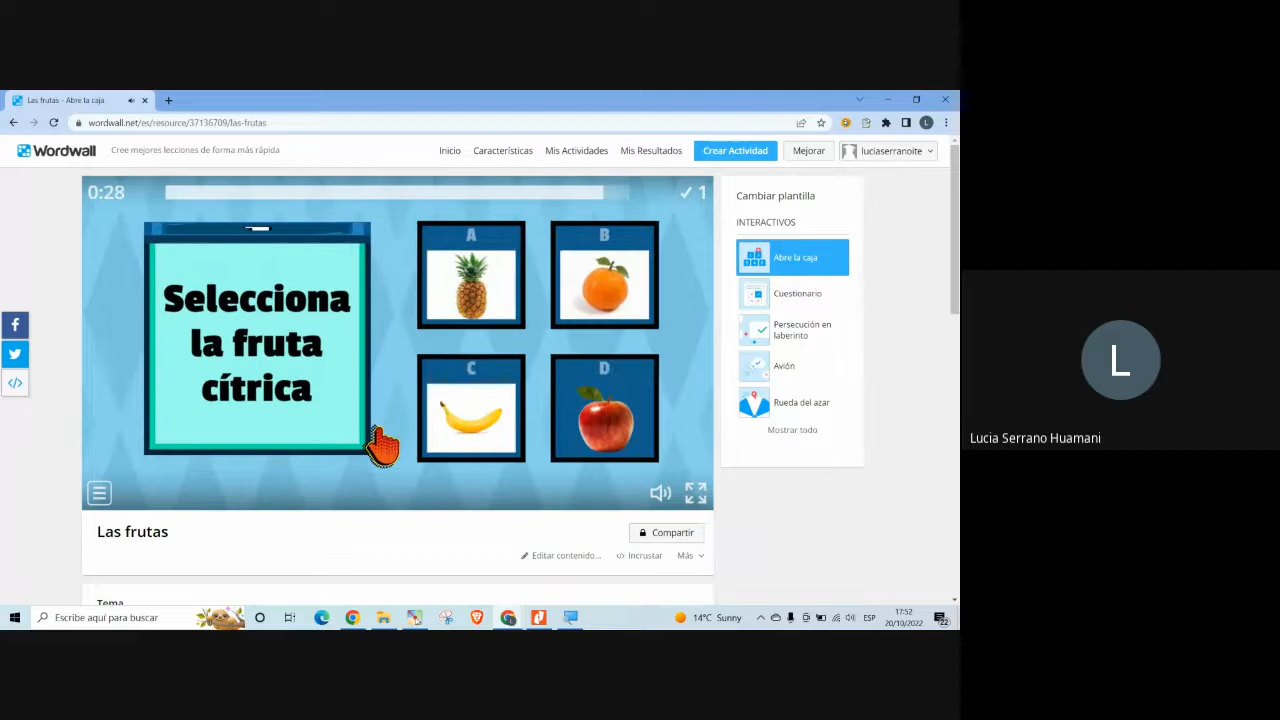 Las frutas - Abre la caja
wordwall.net/es/resource/37136709/las-frutas
L
Wordwall
Cree mejores lecciones de forma más rápida
Inicio
Características
Mis Actividades
Mis Resultados
Crear Actividad
Mejorar
luciaserranoite
0:28
1
Selecciona
la fruta
cítrica
A
B
C
D
Cambiar plantilla
INTERACTIVOS
Abre la caja
Cuestionario
Persecución en
laberinto
Avión
Rueda del azar
Mostrar todo
Las frutas
Compartir
Editar contenido...
Incrustar
Más
Tema
Escribe aquí para buscar
14°C Sunny
ESP
17:52
20/10/2022
22
L
Lucia Serrano Huamani